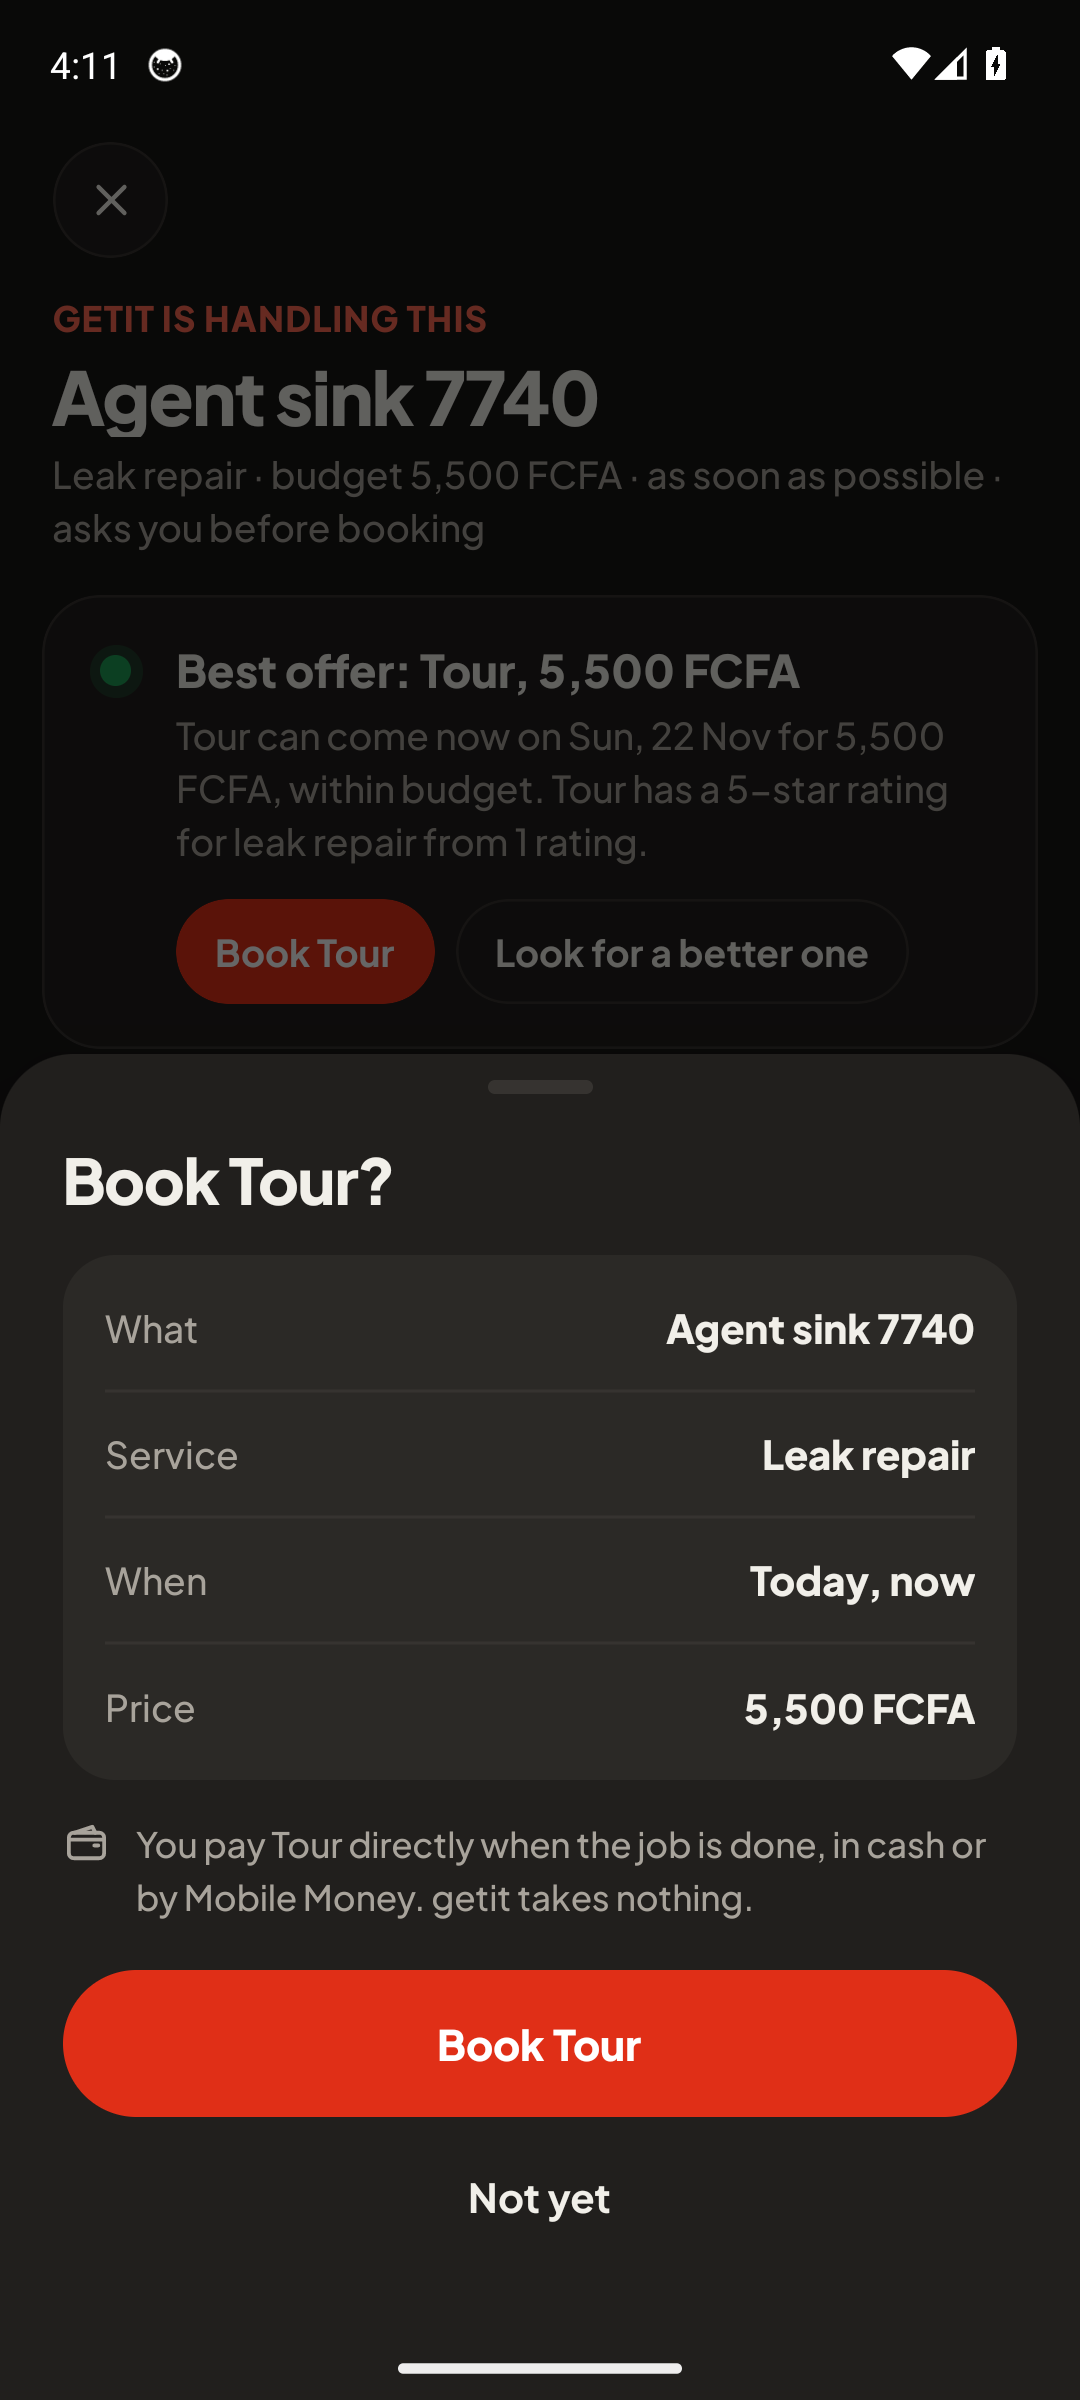 4:11
GETIT IS HANDLING THIS
Agent sink 7740
Leak repair · budget 5,500 FCFA · as soon as possible ·
asks you before booking
Best offer: Tour, 5,500 FCFA
Tour can come now on Sun, 22 Nov for 5,500
FCFA, within budget. Tour has a 5-star rating
for leak repair from 1 rating.
Book Tour
Look for a better one
Book Tour?
What
Agent sink 7740
Service
Leak repair
When
Today, now
Price
5,500 FCFA
You pay Tour directly when the job is done, in cash or
by Mobile Money. getit takes nothing.
Book Tour
Not yet